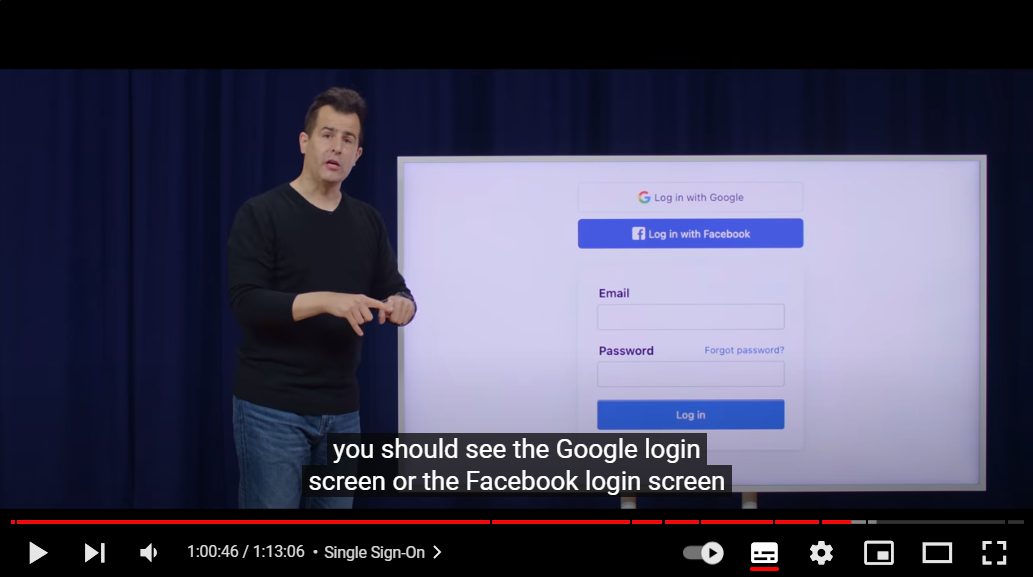 Log in with Google
Log in with Facebook
Email
Password Forgot password?
Log in
you should see the Google login
screen or the Facebook login screen
1:00:46 / 1:13:06 • Single Sign-On